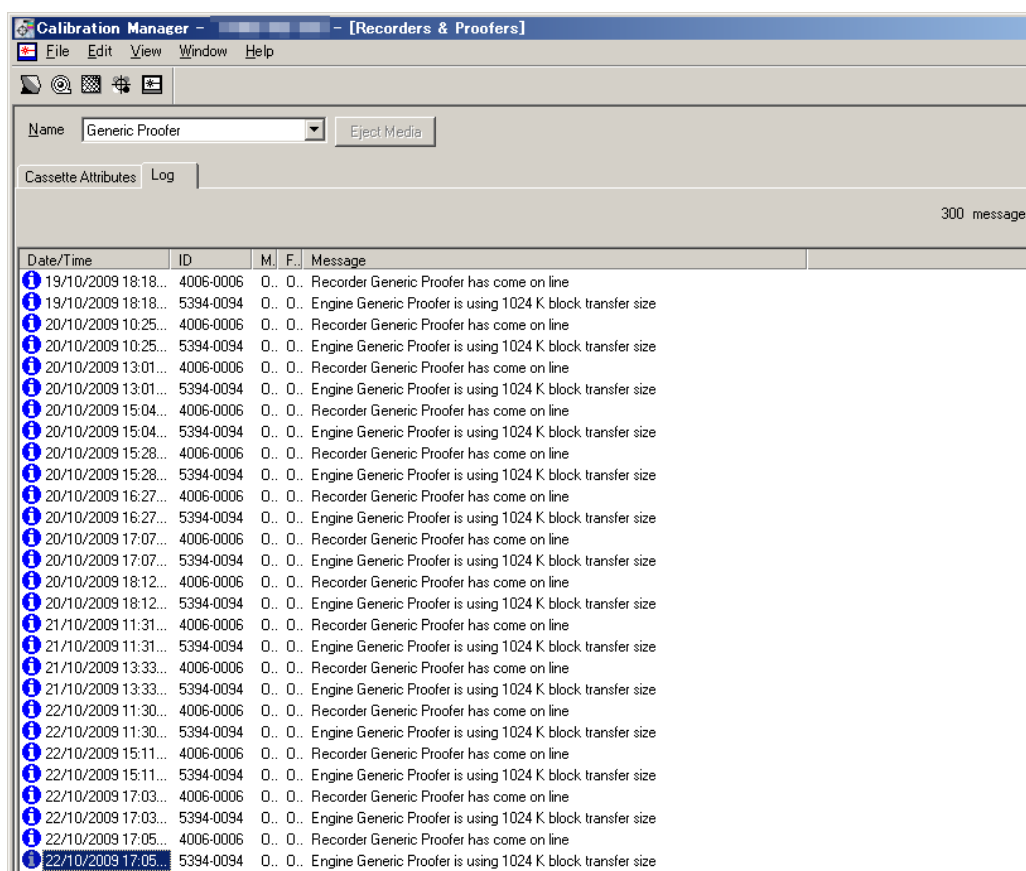 Calibration Manager - - [Recorders & Proofers]
File Edit View Window Help
Name Generic Proofer Eject Media
Cassette Attributes Log
300 message
Date/Time ID M. F.. Message
19/10/2009 18:18... 4006-0006 0.. 0.. Recorder Generic Proofer has come on line
19/10/2009 18:18... 5394-0094 0.. 0.. Engine Generic Proofer is using 1024 K block transfer size
20/10/2009 10:25... 4006-0006 0.. 0.. Recorder Generic Proofer has come on line
20/10/2009 10:25... 5394-0094 0.. 0.. Engine Generic Proofer is using 1024 K block transfer size
20/10/2009 13:01... 4006-0006 0.. 0.. Recorder Generic Proofer has come on line
20/10/2009 13:01... 5394-0094 0.. 0.. Engine Generic Proofer is using 1024 K block transfer size
20/10/2009 15:04... 4006-0006 0.. 0.. Recorder Generic Proofer has come on line
20/10/2009 15:04... 5394-0094 0.. 0.. Engine Generic Proofer is using 1024 K block transfer size
20/10/2009 15:28... 4006-0006 0.. 0.. Recorder Generic Proofer has come on line
20/10/2009 15:28... 5394-0094 0.. 0.. Engine Generic Proofer is using 1024 K block transfer size
20/10/2009 16:27... 4006-0006 0.. 0.. Recorder Generic Proofer has come on line
20/10/2009 16:27... 5394-0094 0.. 0.. Engine Generic Proofer is using 1024 K block transfer size
20/10/2009 17:07... 4006-0006 0.. 0.. Recorder Generic Proofer has come on line
20/10/2009 17:07... 5394-0094 0.. 0.. Engine Generic Proofer is using 1024 K block transfer size
20/10/2009 18:12... 4006-0006 0.. 0.. Recorder Generic Proofer has come on line
20/10/2009 18:12... 5394-0094 0.. 0.. Engine Generic Proofer is using 1024 K block transfer size
21/10/2009 11:31... 4006-0006 0.. 0.. Recorder Generic Proofer has come on line
21/10/2009 11:31... 5394-0094 0.. 0.. Engine Generic Proofer is using 1024 K block transfer size
21/10/2009 13:33... 4006-0006 0.. 0.. Recorder Generic Proofer has come on line
21/10/2009 13:33... 5394-0094 0.. 0.. Engine Generic Proofer is using 1024 K block transfer size
22/10/2009 11:30... 4006-0006 0.. 0.. Recorder Generic Proofer has come on line
22/10/2009 11:30... 5394-0094 0.. 0.. Engine Generic Proofer is using 1024 K block transfer size
22/10/2009 15:11... 4006-0006 0.. 0.. Recorder Generic Proofer has come on line
22/10/2009 15:11... 5394-0094 0.. 0.. Engine Generic Proofer is using 1024 K block transfer size
22/10/2009 17:03... 4006-0006 0.. 0.. Recorder Generic Proofer has come on line
22/10/2009 17:03... 5394-0094 0.. 0.. Engine Generic Proofer is using 1024 K block transfer size
22/10/2009 17:05... 4006-0006 0.. 0.. Recorder Generic Proofer has come on line
22/10/2009 17:05... 5394-0094 0.. 0.. Engine Generic Proofer is using 1024 K block transfer size